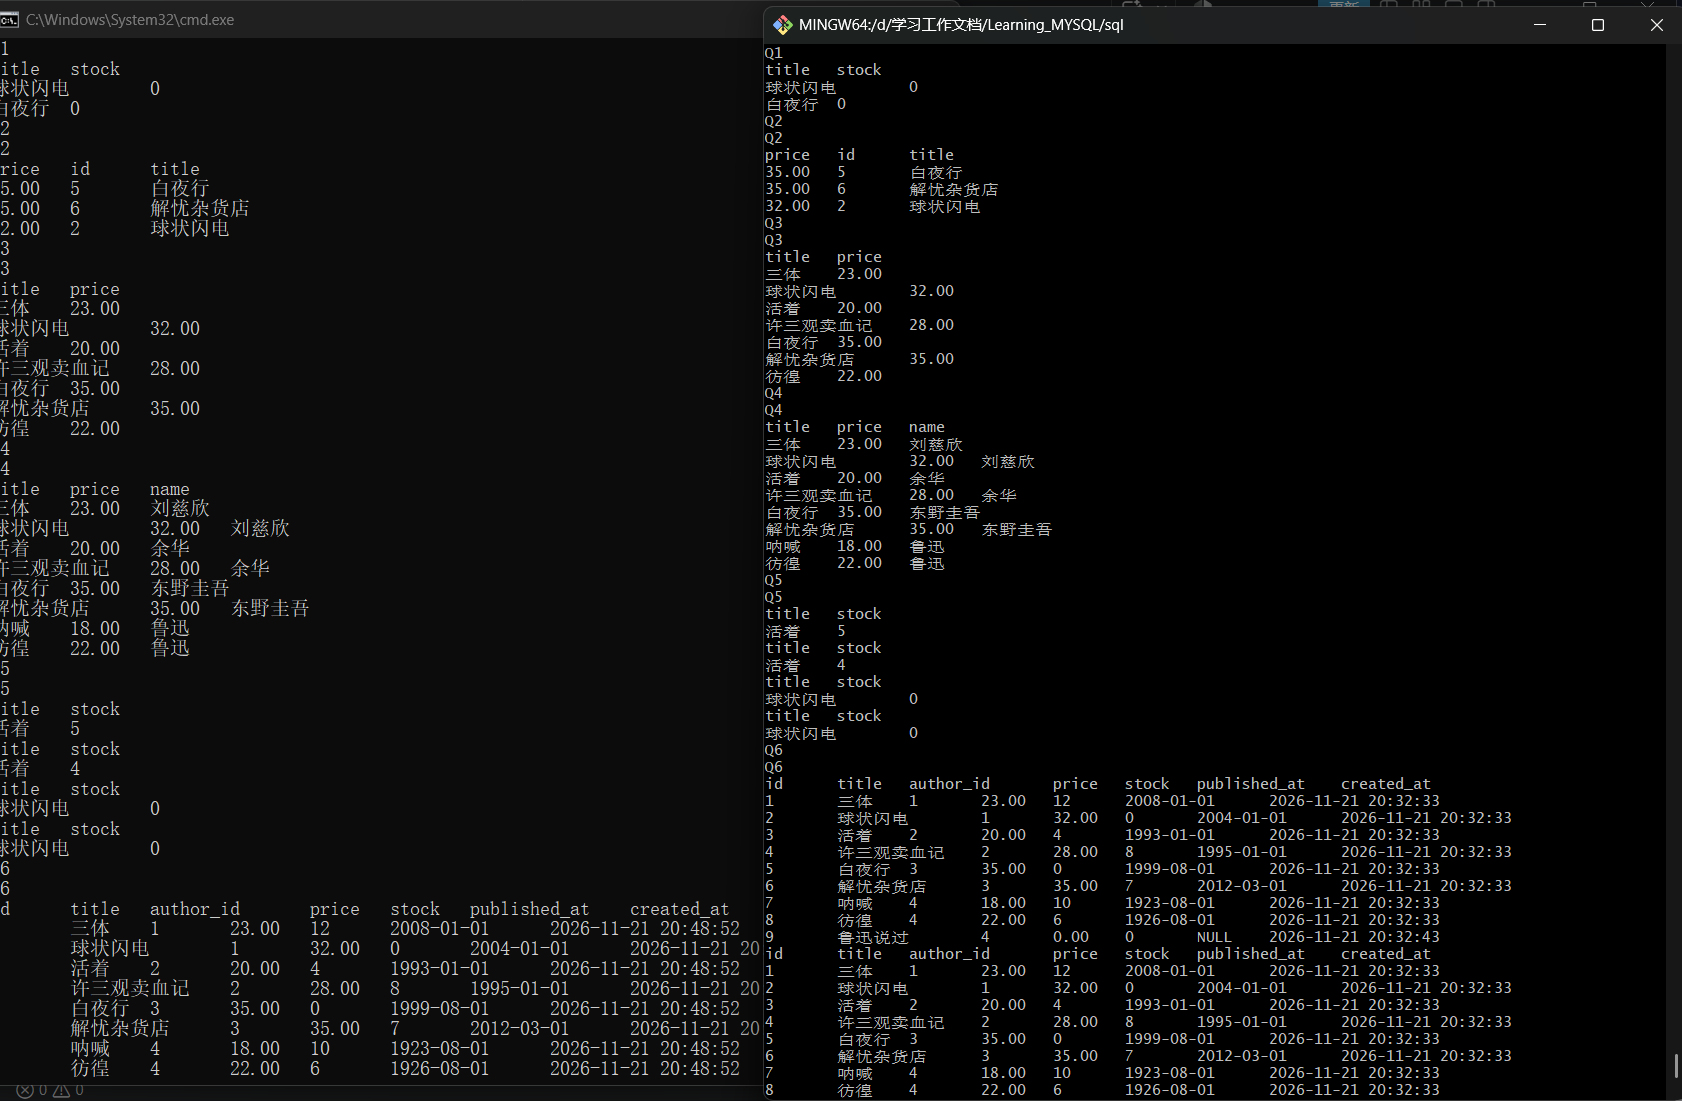 C:\Windows\System32\cmd.exe
1
itle stock
球状闪电 0
白夜行 0
2
2
rice id title
5.00 5 白夜行
5.00 6 解忧杂货店
2.00 2 球状闪电
3
3
itle price
三体 23.00
球状闪电 32.00
活着 20.00
许三观卖血记 28.00
白夜行 35.00
解忧杂货店 35.00
彷徨 22.00
4
4
itle price name
三体 23.00 刘慈欣
球状闪电 32.00 刘慈欣
活着 20.00 余华
许三观卖血记 28.00 余华
白夜行 35.00 东野圭吾
解忧杂货店 35.00 东野圭吾
呐喊 18.00 鲁迅
彷徨 22.00 鲁迅
5
5
itle stock
活着 5
itle stock
活着 4
itle stock
球状闪电 0
itle stock
球状闪电 0
6
6
d title author_id price stock published_at created_at
三体 1 23.00 12 2008-01-01 2026-11-21 20:48:52
球状闪电 1 32.00 0 2004-01-01 2026-11-21 20
活着 2 20.00 4 1993-01-01 2026-11-21 20:48:52
许三观卖血记 2 28.00 8 1995-01-01 2026-11-21 20
白夜行 3 35.00 0 1999-08-01 2026-11-21 20:48:52
解忧杂货店 3 35.00 7 2012-03-01 2026-11-21 20
呐喊 4 18.00 10 1923-08-01 2026-11-21 20:48:52
彷徨 4 22.00 6 1926-08-01 2026-11-21 20:48:52
0 0
MINGW64:/d/学习工作文档/Learning_MYSQL/sql
Q1
title stock
球状闪电 0
白夜行 0
Q2
Q2
price id title
35.00 5 白夜行
35.00 6 解忧杂货店
32.00 2 球状闪电
Q3
Q3
title price
三体 23.00
球状闪电 32.00
活着 20.00
许三观卖血记 28.00
白夜行 35.00
解忧杂货店 35.00
彷徨 22.00
Q4
Q4
title price name
三体 23.00 刘慈欣
球状闪电 32.00 刘慈欣
活着 20.00 余华
许三观卖血记 28.00 余华
白夜行 35.00 东野圭吾
解忧杂货店 35.00 东野圭吾
呐喊 18.00 鲁迅
彷徨 22.00 鲁迅
Q5
Q5
title stock
活着 5
title stock
活着 4
title stock
球状闪电 0
title stock
球状闪电 0
Q6
Q6
id title author_id price stock published_at created_at
1 三体 1 23.00 12 2008-01-01 2026-11-21 20:32:33
2 球状闪电 1 32.00 0 2004-01-01 2026-11-21 20:32:33
3 活着 2 20.00 4 1993-01-01 2026-11-21 20:32:33
4 许三观卖血记 2 28.00 8 1995-01-01 2026-11-21 20:32:33
5 白夜行 3 35.00 0 1999-08-01 2026-11-21 20:32:33
6 解忧杂货店 3 35.00 7 2012-03-01 2026-11-21 20:32:33
7 呐喊 4 18.00 10 1923-08-01 2026-11-21 20:32:33
8 彷徨 4 22.00 6 1926-08-01 2026-11-21 20:32:33
9 鲁迅说过 4 0.00 0 NULL 2026-11-21 20:32:43
id title author_id price stock published_at created_at
1 三体 1 23.00 12 2008-01-01 2026-11-21 20:32:33
2 球状闪电 1 32.00 0 2004-01-01 2026-11-21 20:32:33
3 活着 2 20.00 4 1993-01-01 2026-11-21 20:32:33
4 许三观卖血记 2 28.00 8 1995-01-01 2026-11-21 20:32:33
5 白夜行 3 35.00 0 1999-08-01 2026-11-21 20:32:33
6 解忧杂货店 3 35.00 7 2012-03-01 2026-11-21 20:32:33
7 呐喊 4 18.00 10 1923-08-01 2026-11-21 20:32:33
8 彷徨 4 22.00 6 1926-08-01 2026-11-21 20:32:33